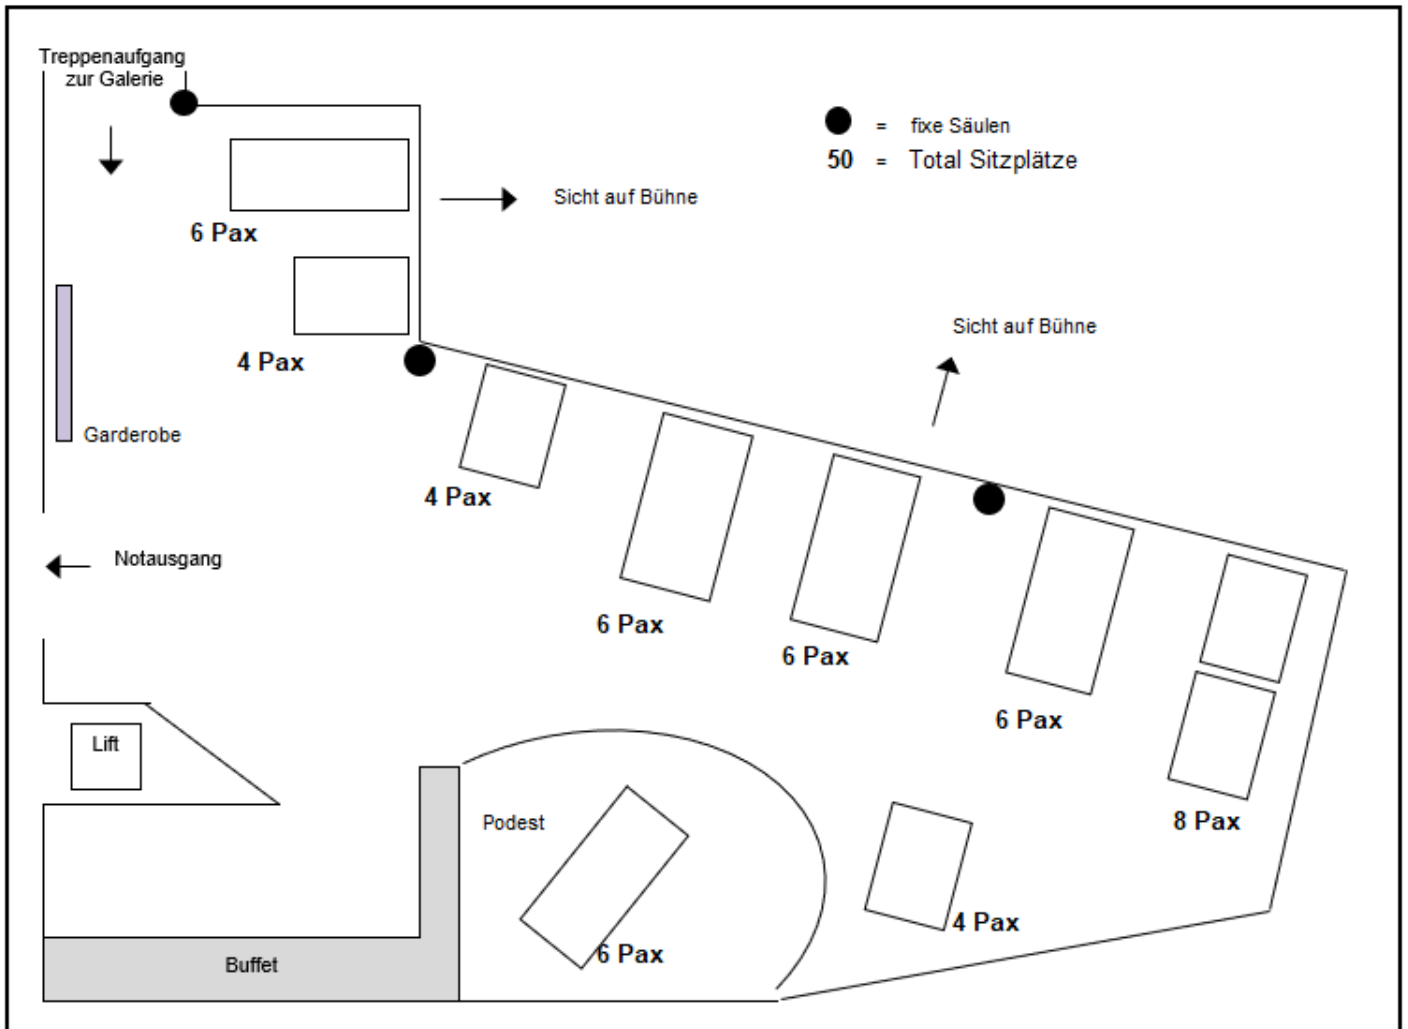 Treppenaufgang
zur Galerie
= fixe Säulen
50 = Total Sitzplätze
Sicht auf Bühne
6 Pax
Sicht auf Bühne
4 Pax
Garderobe
4 Pax
Notausgang
6 Pax
6 Pax
6 Pax
Lift
8 Pax
Podest
4 Pax
6 Pax
Buffet